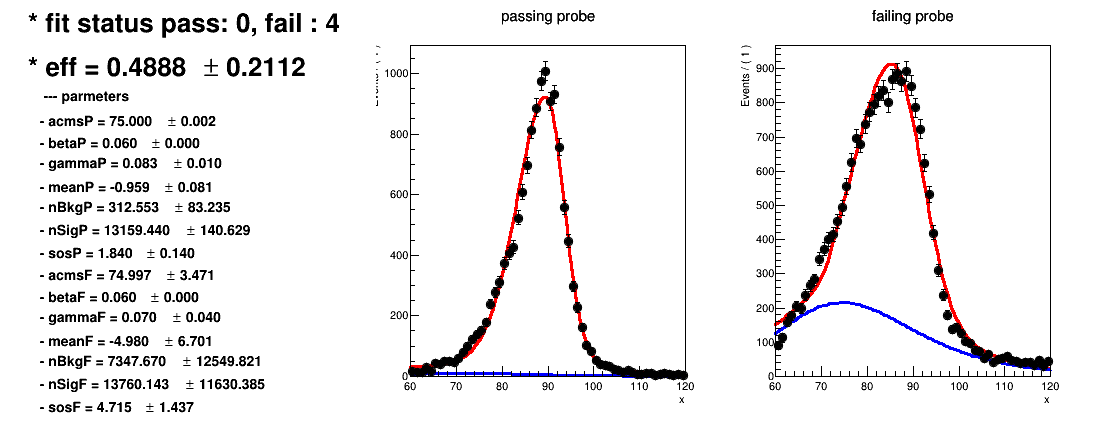 * fit status pass: 0, fail : 4
* eff = 0.4888 ± 0.2112
--- parmeters
- acmsP = 75.000 ± 0.002
- betaP = 0.060 ± 0.000
- gammaP = 0.083 ± 0.010
- meanP = -0.959 ± 0.081
- nBkgP = 312.553 ± 83.235
- nSigP = 13159.440 ± 140.629
- sosP = 1.840 ± 0.140
- acmsF = 74.997 ± 3.471
- betaF = 0.060 ± 0.000
- gammaF = 0.070 ± 0.040
- meanF = -4.980 ± 6.701
- nBkgF = 7347.670 ± 12549.821
- nSigF = 13760.143 ± 11630.385
- sosF = 4.715 ± 1.437
passing probe
1000
800
600
400
200
0
60 70 80 90 100 110 120
x
failing probe
Events / ( 1 )
900
800
700
600
500
400
300
200
100
0
60 70 80 90 100 110 120
x